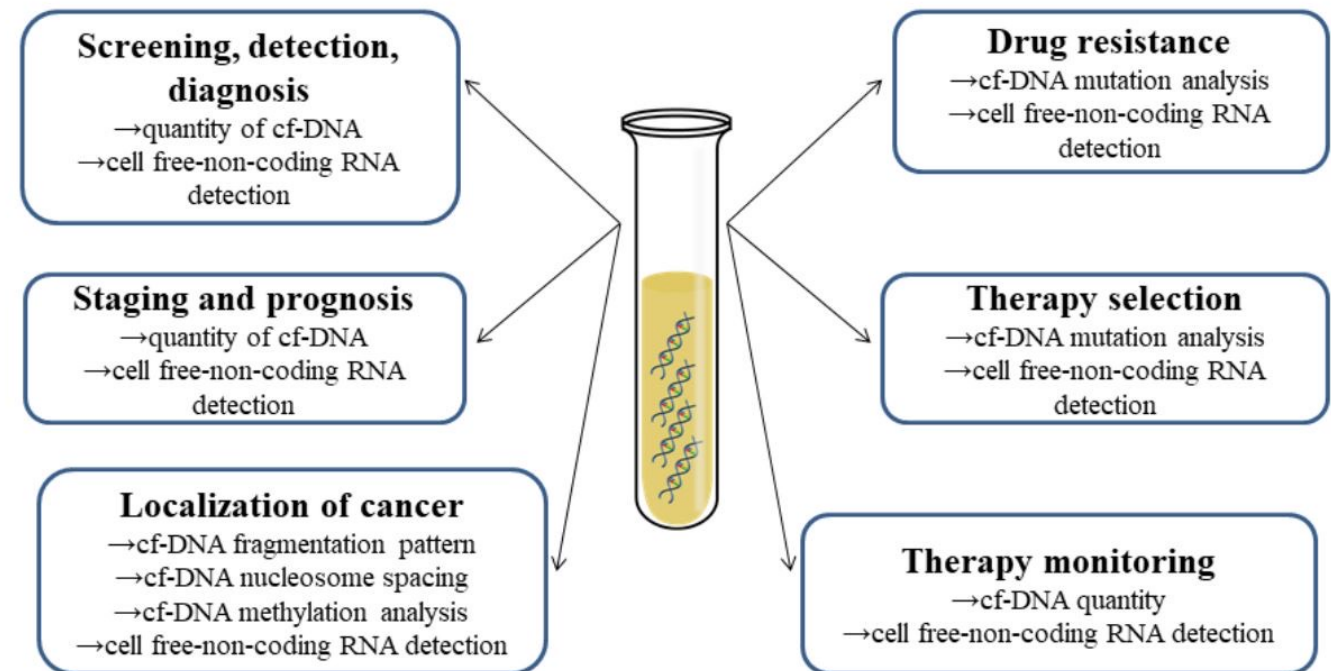 Screening, detection,
diagnosis
→quantity of cf-DNA
→cell free-non-coding RNA
detection
Staging and prognosis
→quantity of cf-DNA
→cell free-non-coding RNA
detection
Localization of cancer
→cf-DNA fragmentation pattern
→cf-DNA nucleosome spacing
→cf-DNA methylation analysis
→cell free-non-coding RNA detection
Drug resistance
→cf-DNA mutation analysis
→cell free-non-coding RNA
detection
Therapy selection
→cf-DNA mutation analysis
→cell free-non-coding RNA
detection
Therapy monitoring
→cf-DNA quantity
→cell free-non-coding RNA detection